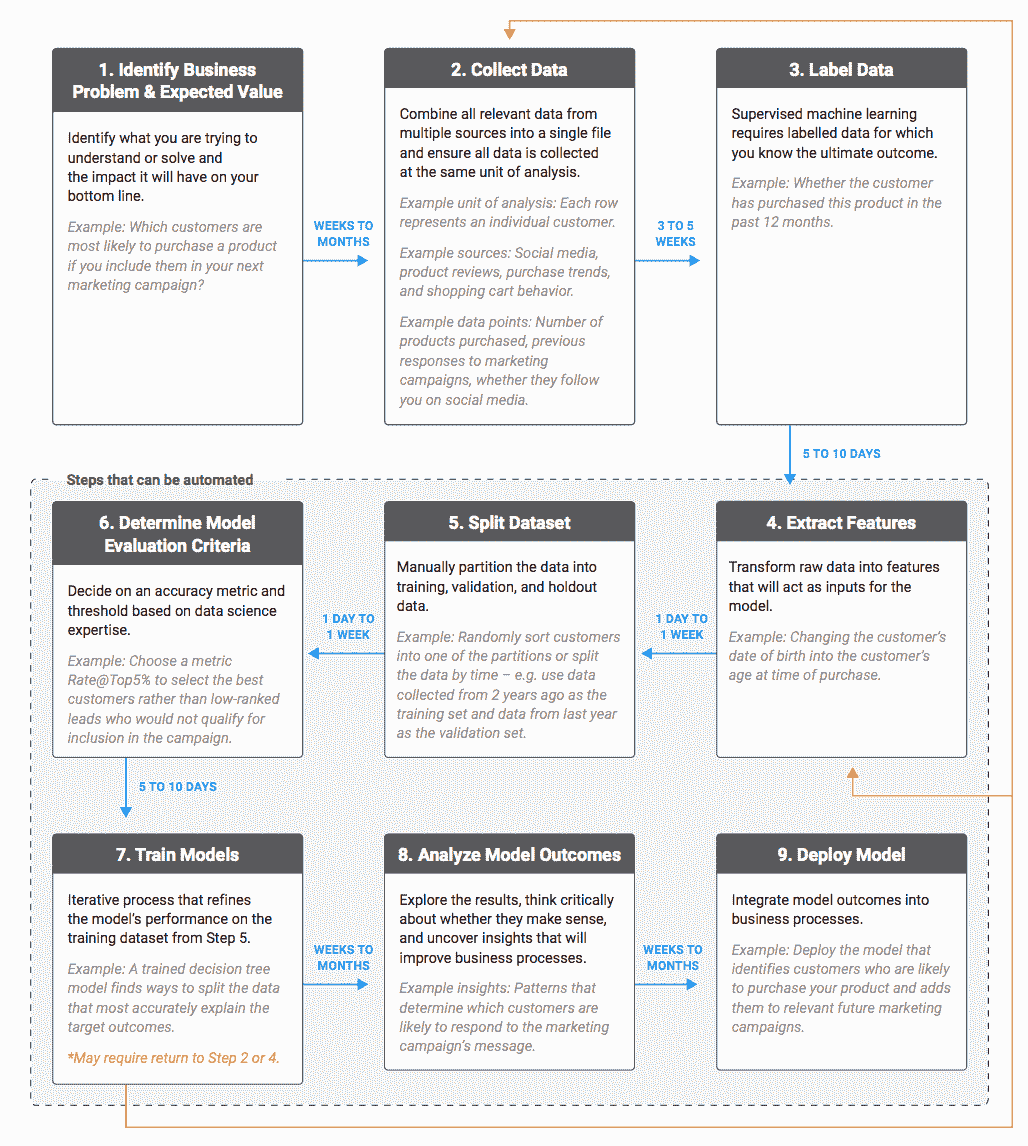 1. Identify Business
Problem & Expected Value
Identify what you are trying to
understand or solve and
the impact it will have on your
bottom line.
Example: Which customers are
most likely to purchase a product
if you include them in your next
marketing campaign?
WEEKS TO
MONTHS
2. Collect Data
Combine all relevant data from
multiple sources into a single file
and ensure all data is collected
at the same unit of analysis.
Example unit of analysis: Each row
represents an individual customer.
Example sources: Social media,
product reviews, purchase trends,
and shopping cart behavior.
Example data points: Number of
products purchased, previous
responses to marketing
campaigns, whether they follow
you on social media.
3 TO 5
WEEKS
3. Label Data
Supervised machine learning
requires labelled data for which
you know the ultimate outcome.
Example: Whether the customer
has purchased this product in the
past 12 months.
5 TO 10 DAYS
Steps that can be automated
4. Extract Features
Transform raw data into features
that will act as inputs for the
model.
Example: Changing the customer's
date of birth into the customer's
age at time of purchase.
1 DAY TO
1 WEEK
5. Split Dataset
Manually partition the data into
training, validation, and holdout
data.
Example: Randomly sort customers
into one of the partitions or split
the data by time – e.g. use data
collected from 2 years ago as the
training set and data from last year
as the validation set.
1 DAY TO
1 WEEK
6. Determine Model
Evaluation Criteria
Decide on an accuracy metric and
threshold based on data science
expertise.
Example: Choose a metric
Rate@Top5% to select the best
customers rather than low-ranked
leads who would not qualify for
inclusion in the campaign.
5 TO 10 DAYS
7. Train Models
Iterative process that refines
the model's performance on the
training dataset from Step 5.
Example: A trained decision tree
model finds ways to split the data
that most accurately explain the
target outcomes.
*May require return to Step 2 or 4.
WEEKS TO
MONTHS
8. Analyze Model Outcomes
Explore the results, think critically
about whether they make sense,
and uncover insights that will
improve business processes.
Example insights: Patterns that
determine which customers are
likely to respond to the marketing
campaign's message.
WEEKS TO
MONTHS
9. Deploy Model
Integrate model outcomes into
business processes.
Example: Deploy the model that
identifies customers who are likely
to purchase your product and adds
them to relevant future marketing
campaigns.